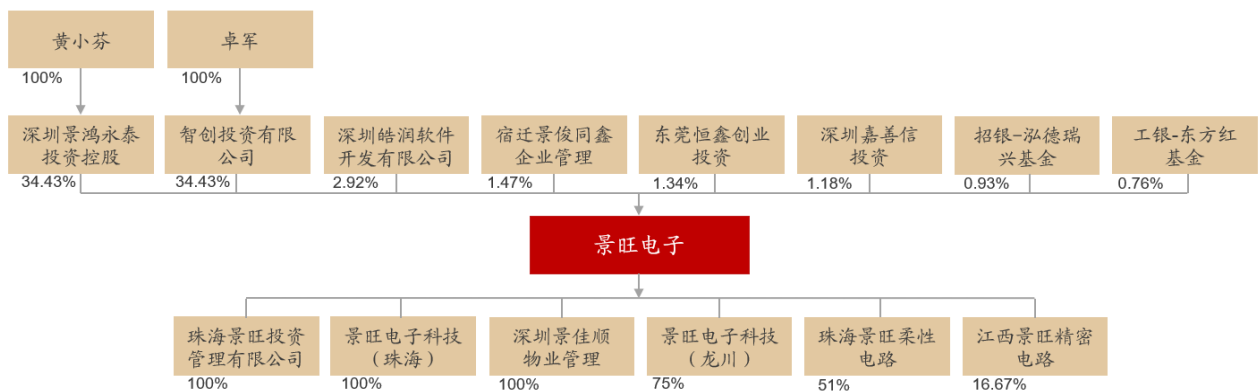 黄小芬
卓军
100%
100%
深圳景鸿永泰
投资控股
智创投资有限
公司
深圳皓润软件
开发有限公司
宿迁景俊同鑫
企业管理
东莞恒鑫创业
投资
深圳嘉善信
投资
招银-泓德瑞
兴基金
工银-东方红
基金
34.43%
34.43%
2.92%
1.47%
1.34%
1.18%
0.93%
0.76%
景旺电子
珠海景旺投资
管理有限公司
景旺电子科技
(珠海)
深圳景佳顺
物业管理
景旺电子科技
(龙川)
珠海景旺柔性
电路
江西景旺精密
电路
100%
100%
100%
75%
51%
16.67%